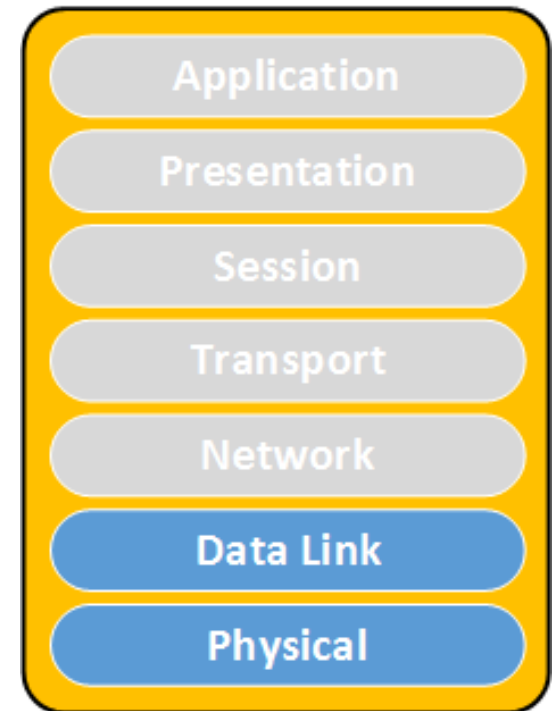 Application
Presentation
Session
Transport
Network
Data Link
Physical